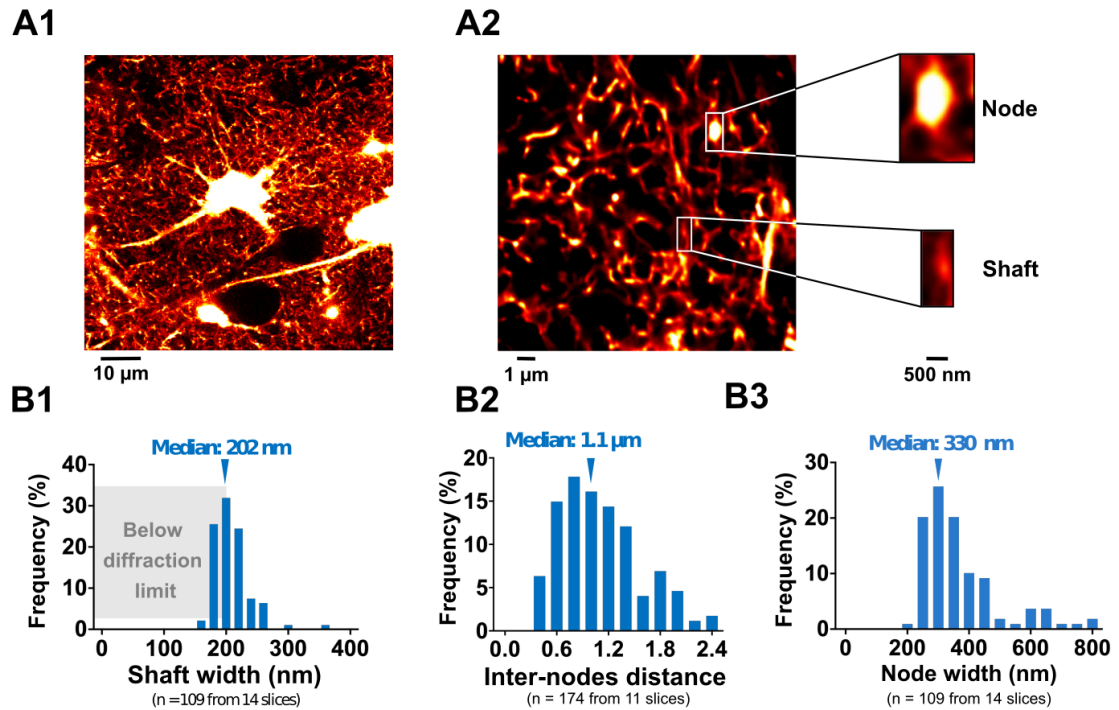 A1
A2
Node
Shaft
10 µm
1 µm
500 nm
B1
B2
B3
Median: 202 nm
Median: 1.1 µm
Median: 330 nm
Frequency (%)
40
30
20
10
0
Below
diffraction
limit
0 100 200 300 400
Shaft width (nm)
(n =109 from 14 slices)
Frequency (%)
20
15
10
5
0
0.0 0.6 1.2 1.8 2.4
Inter-nodes distance
(n = 174 from 11 slices)
Frequency (%)
30
20
10
0
0 200 400 600 800
Node width (nm)
(n = 109 from 14 slices)